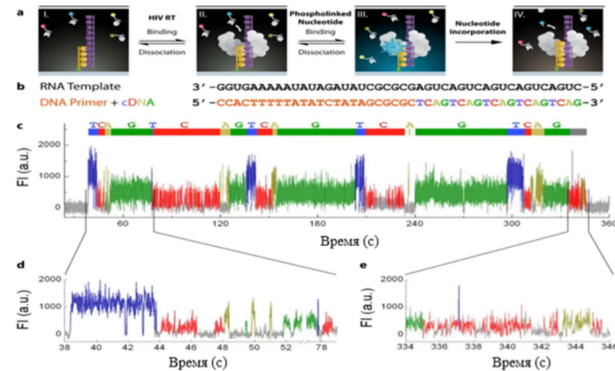 a
I.
HIV RT
Binding
Dissociation
II.
Phospholinked
Nucleotide
Binding
Dissociation
III.
Nucleotide
Incorporation
IV.
b RNA Template 3’-GGUGAAAAAUAUAGAUAUCGCGCGAGUCAGUCAGUCAGUCAGUC-5’
DNA Primer + cDNA 5’-CCACTTTTTATATCTATAGCGCGCTCAGTCAGTCAGTCAGTCAG-3’
c TCA G T C A G T C A G T C A G
FI (a.u.)
2000
1000
0
60 120 180 240 300 360
Время (с)
d
FI (a.u.)
2000
1000
0
38 40 42 44 46 48 50 52 78
Время (с)
e
2000
1000
0
334 336 338 340 342 344 346
Время (с)